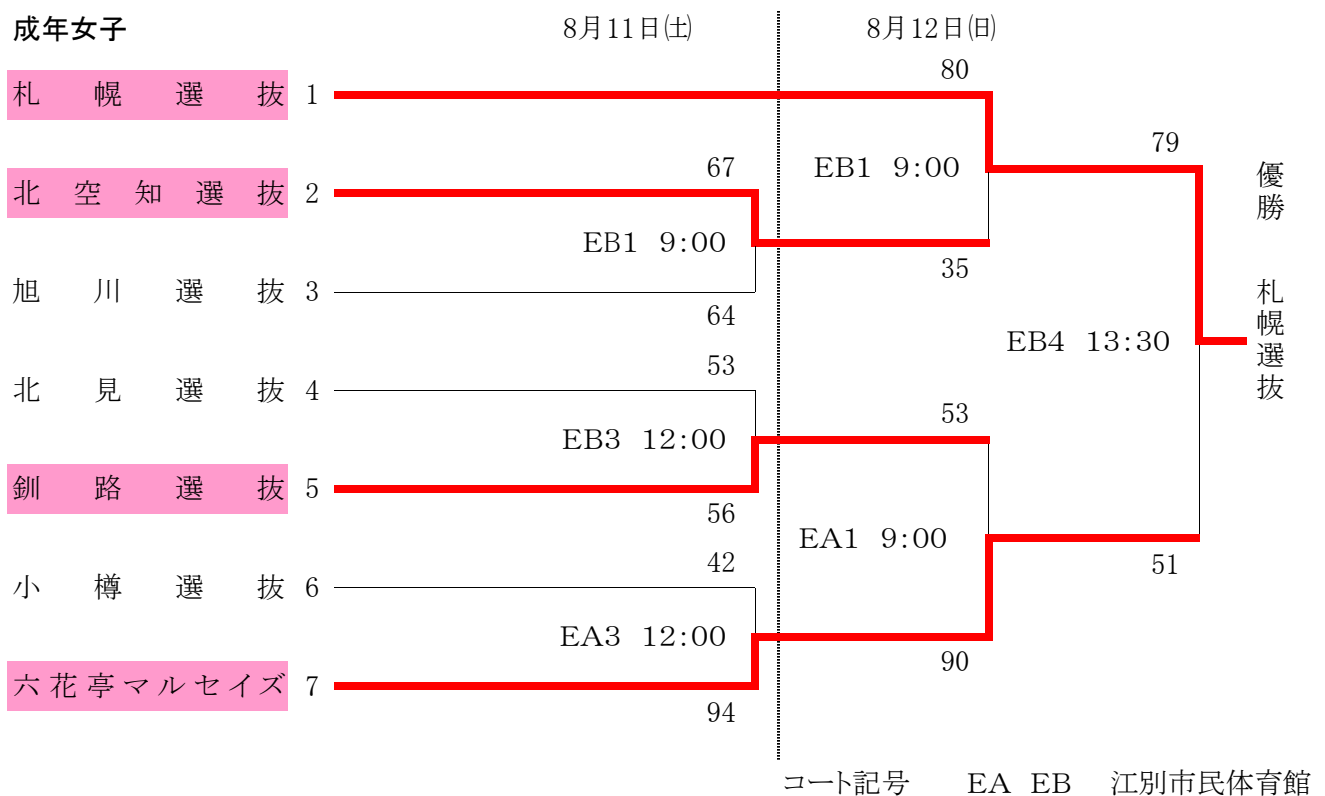 成年女子 8月11日㈯ 8月12日㈰
80
札幌選抜 1
79
67 EB1 9:00
北空知選抜 2
優勝 札幌選抜
EB1 9:00
35
旭川選抜 3
64
EB4 13:30
53
北見選抜 4
53
EB3 12:00
釧路選抜 5
56
EA1 9:00
42
51
小樽選抜 6
EA3 12:00
90
六花亭マルセイズ 7
94
コート記号 EA EB 江別市民体育館